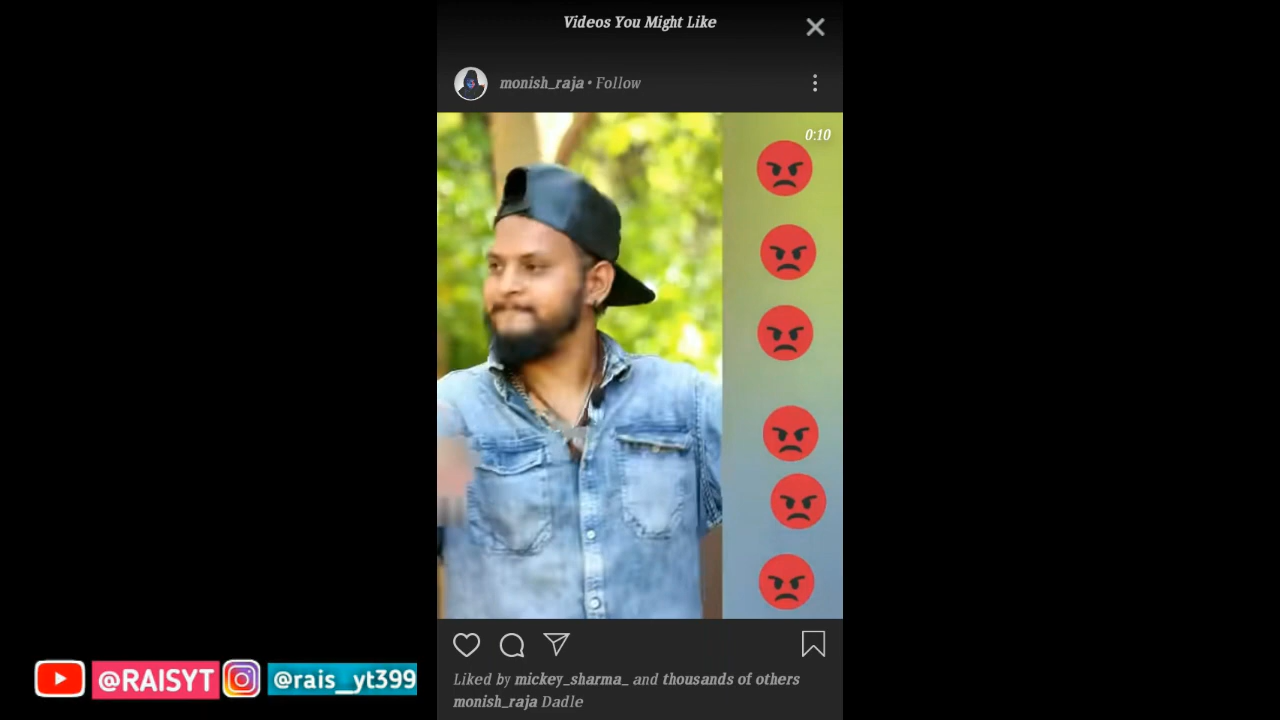 Videos You Might Like
monish_raja • Follow
0:10
@RAISYT
@rais_yt399
Liked by mickey_sharma_ and thousands of others
monish_raja Dadle